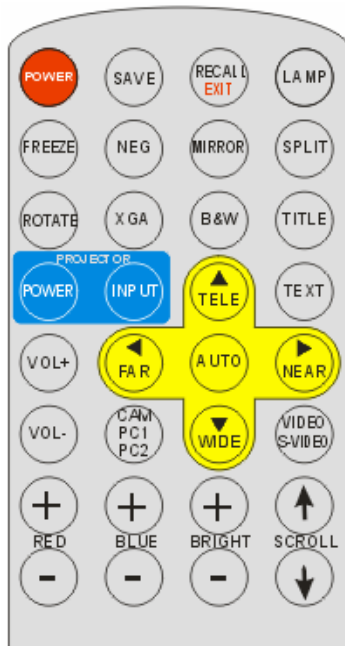 POWER SAVE RECALL LAMP
EXIT
FREEZE NEG MIRROR SPLIT
ROTATE XGA B&W TITLE
PROJECTOR
POWER INPUT TELE TEXT
VOL+ FAR AUTO NEAR
VOL- CAM PC1 PC2 WIDE VIDEO S-VIDEO
+ + + ↑
RED BLUE BRIGHT SCROLL
- - - ↓